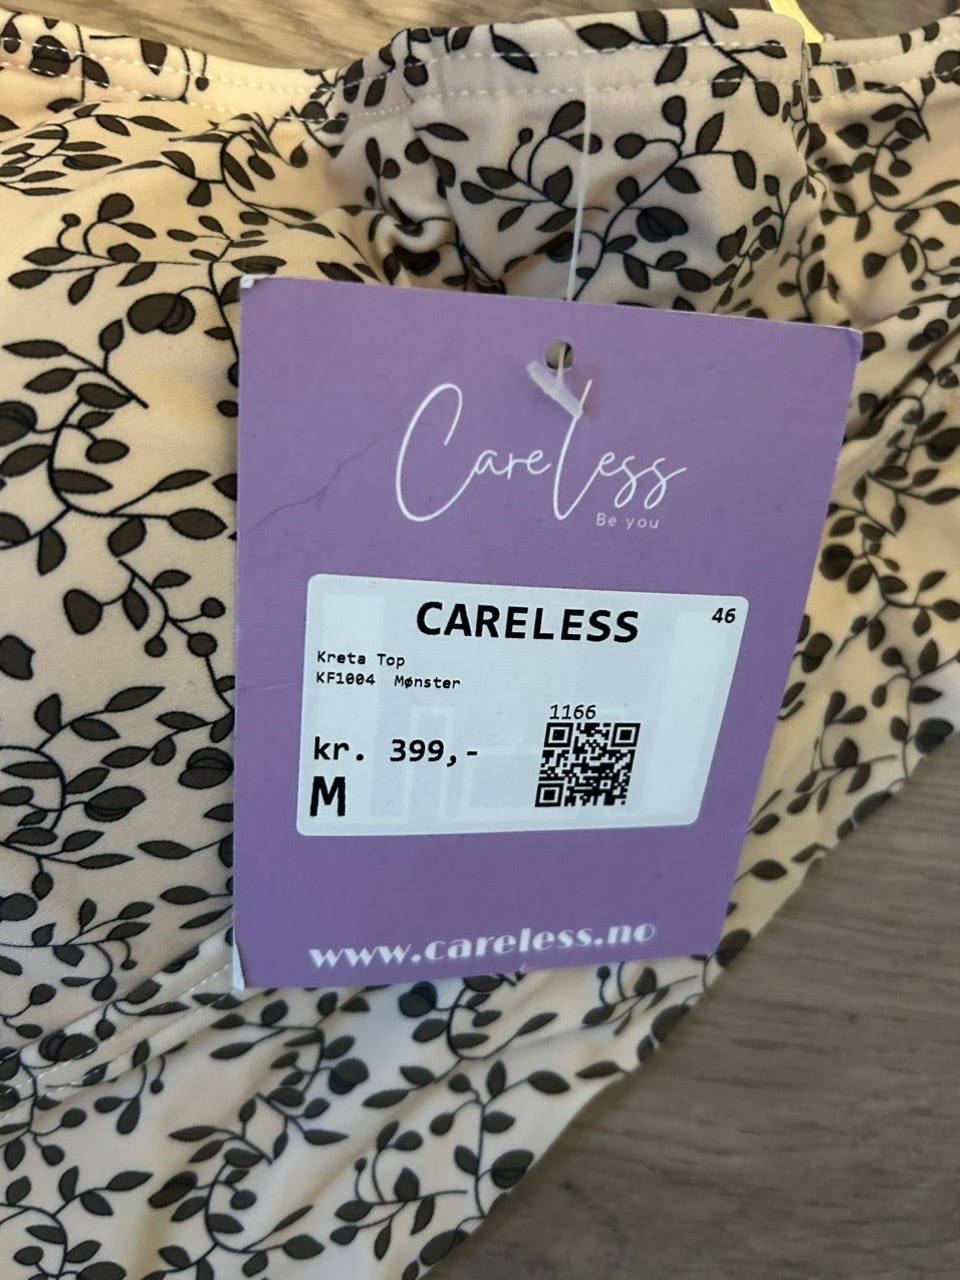 Careless
Be you
CARELESS 46
Kreta Top
KF1004 Mønster
1166
kr. 399,-
M
www.careless.no